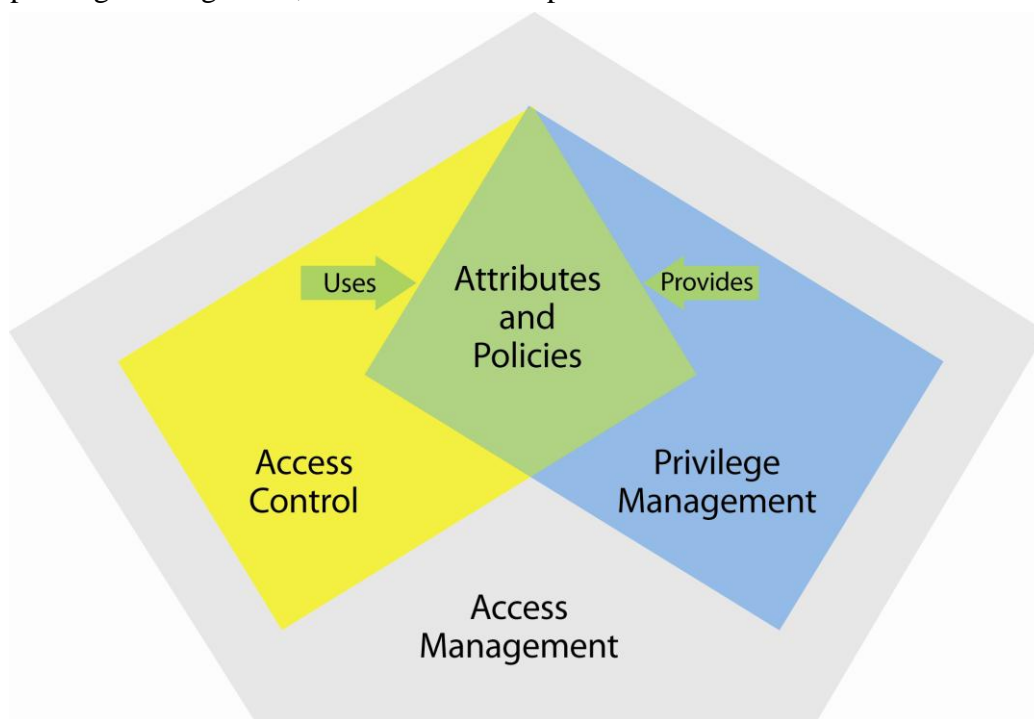 Uses
Attributes
and
Policies
Provides
Access
Control
Privilege
Management
Access
Management